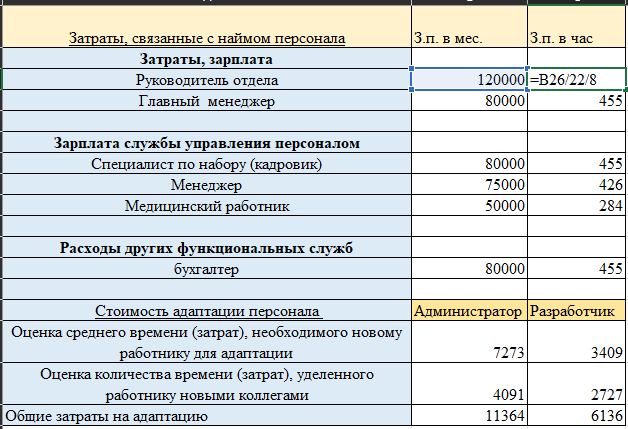 Затраты, связанные с наймом персонала З.п. в мес. З.п. в час
Затраты, зарплата
Руководитель отдела 120000 =B26/22/8
Главный менеджер 80000 455
Зарплата службы управления персоналом
Специалист по набору (кадровик) 80000 455
Менеджер 75000 426
Медицинский работник 50000 284
Расходы других функциональных служб
бухгалтер 80000 455
Стоимость адаптации персонала Администратор Разработчик
Оценка среднего времени (затрат), необходимого новому
работнику для адаптации 7273 3409
Оценка количества времени (затрат), уделенного
работнику новыми коллегами 4091 2727
Общие затраты на адаптацию 11364 6136